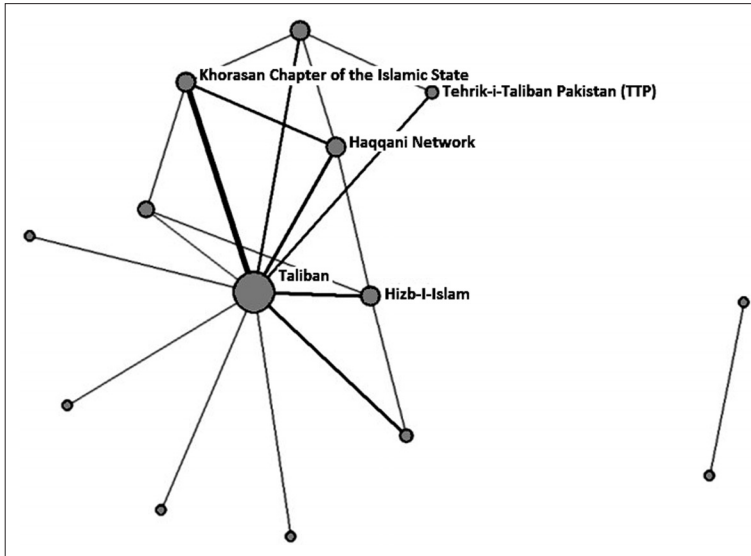 Khorasan Chapter of the Islamic State
Tehrik-i-Taliban Pakistan (TTP)
Haqqani Network
Taliban
Hizb-I-Islam